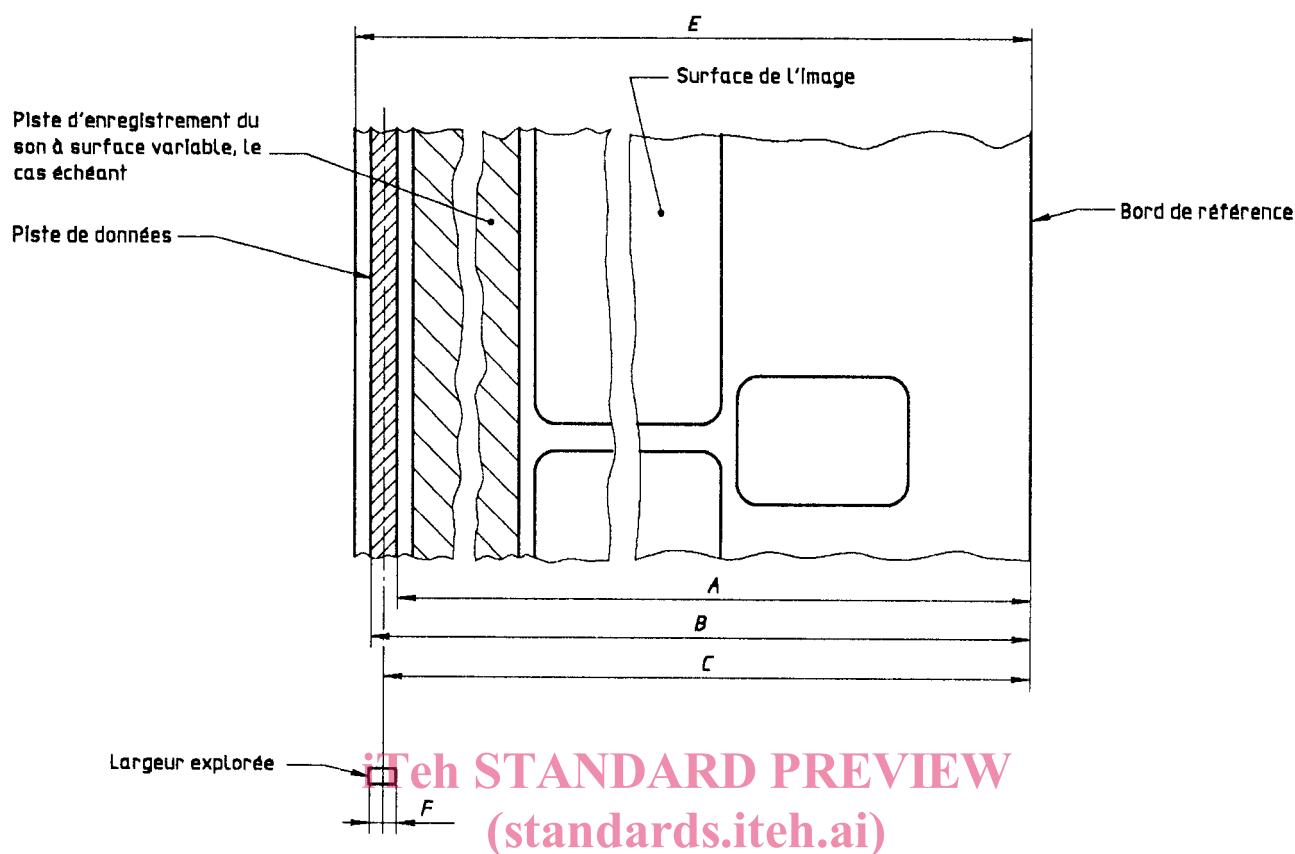 E
Surface de l'image
Piste d'enregistrement du
son à surface variable, le
cas échéant
Bord de référence
Piste de données
A
B
C
Largeur explorée
iTeh STANDARD PREVIEW
F
(standards.iteh.ai)